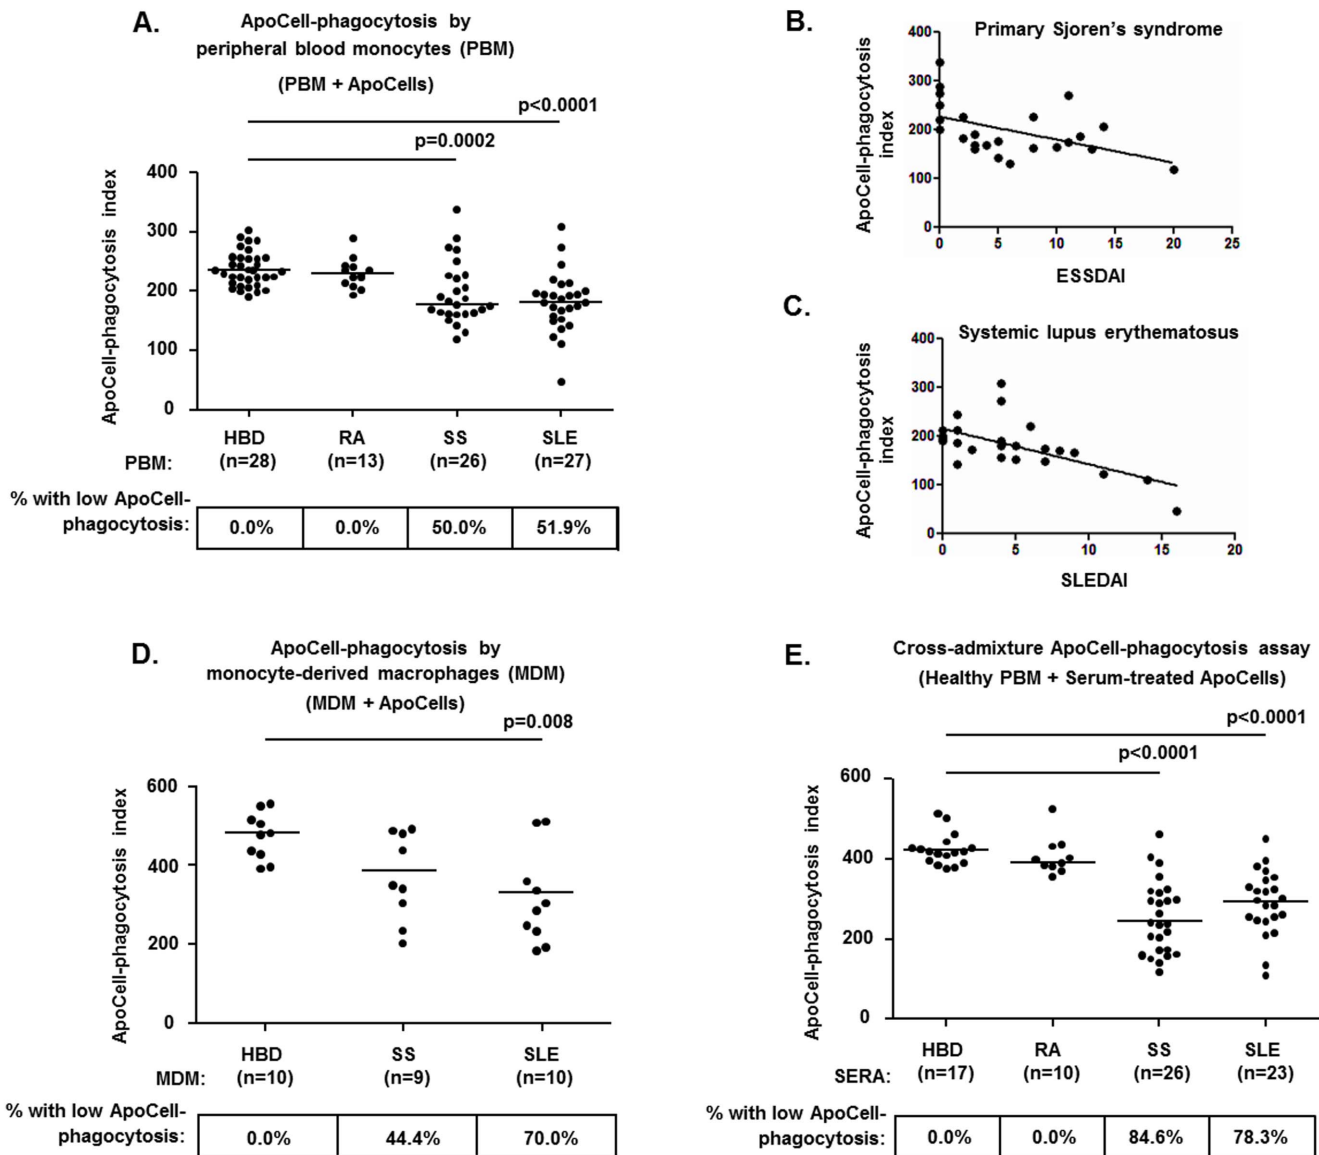 A.
ApoCell-phagocytosis by
peripheral blood monocytes (PBM)
(PBM + ApoCells)
p<0.0001
p=0.0002
ApoCell-phagocytosis index
400
300
200
100
0
HBD RA SS SLE
PBM: (n=28) (n=13) (n=26) (n=27)
% with low ApoCell-
phagocytosis: 0.0% 0.0% 50.0% 51.9%
B.
Primary Sjoren's syndrome
ApoCell-phagocytosis
index
400
300
200
100
0
0 5 10 15 20 25
ESSDAI
C.
Systemic lupus erythematosus
ApoCell-phagocytosis
index
400
300
200
100
0
0 5 10 15 20
SLEDAI
D.
ApoCell-phagocytosis by
monocyte-derived macrophages (MDM)
(MDM + ApoCells)
p=0.008
ApoCell-phagocytosis index
600
400
200
0
HBD SS SLE
MDM: (n=10) (n=9) (n=10)
% with low ApoCell-
phagocytosis: 0.0% 44.4% 70.0%
E.
Cross-admixture ApoCell-phagocytosis assay
(Healthy PBM + Serum-treated ApoCells)
p<0.0001
p<0.0001
ApoCell-phagocytosis index
600
400
200
0
HBD RA SS SLE
SERA: (n=17) (n=10) (n=26) (n=23)
% with low ApoCell-
phagocytosis: 0.0% 0.0% 84.6% 78.3%